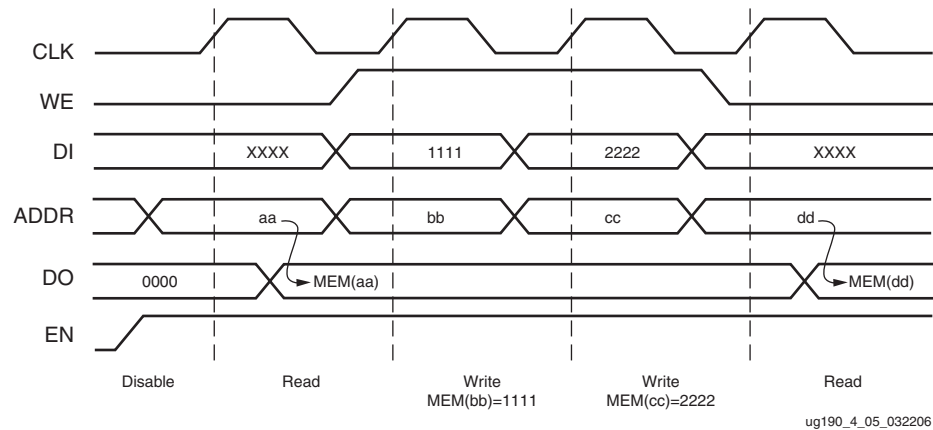 CLK
WE
DI XXXX 1111 2222 XXXX
ADDR aa bb cc dd
DO 0000 MEM(aa) MEM(dd)
EN
Disable Read Write Write Read
MEM(bb)=1111 MEM(cc)=2222
ug190_4_05_032206